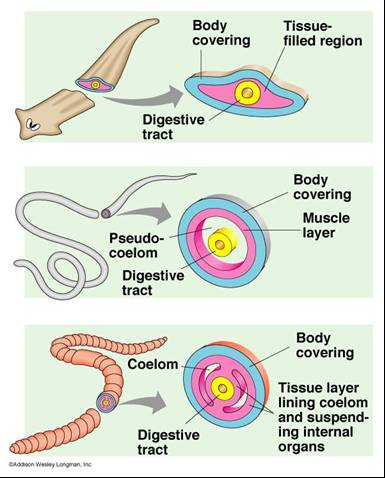 Body
covering
Tissue-
filled region
Digestive
tract
Body
covering
Muscle
layer
Pseudo-
coelom
Digestive
tract
Body
covering
Coelom
Tissue layer
lining coelom
and suspend-
ing internal
organs
Digestive
tract
©Addison Wesley Longman, Inc